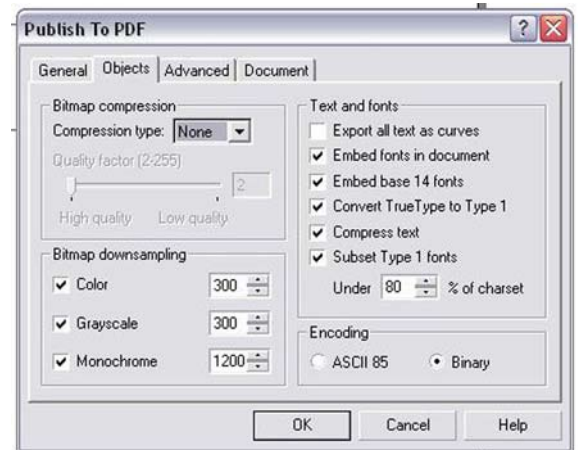 Publish To PDF
General Objects Advanced Document
Bitmap compression
Compression type: None
Quality factor (2-255)
2
High quality Low quality
Bitmap downsampling
Color 300
Grayscale 300
Monochrome 1200
Text and fonts
Export all text as curves
Embed fonts in document
Embed base 14 fonts
Convert TrueType to Type 1
Compress text
Subset Type 1 fonts
Under 80 % of charset
Encoding
ASCII 85 Binary
OK Cancel Help